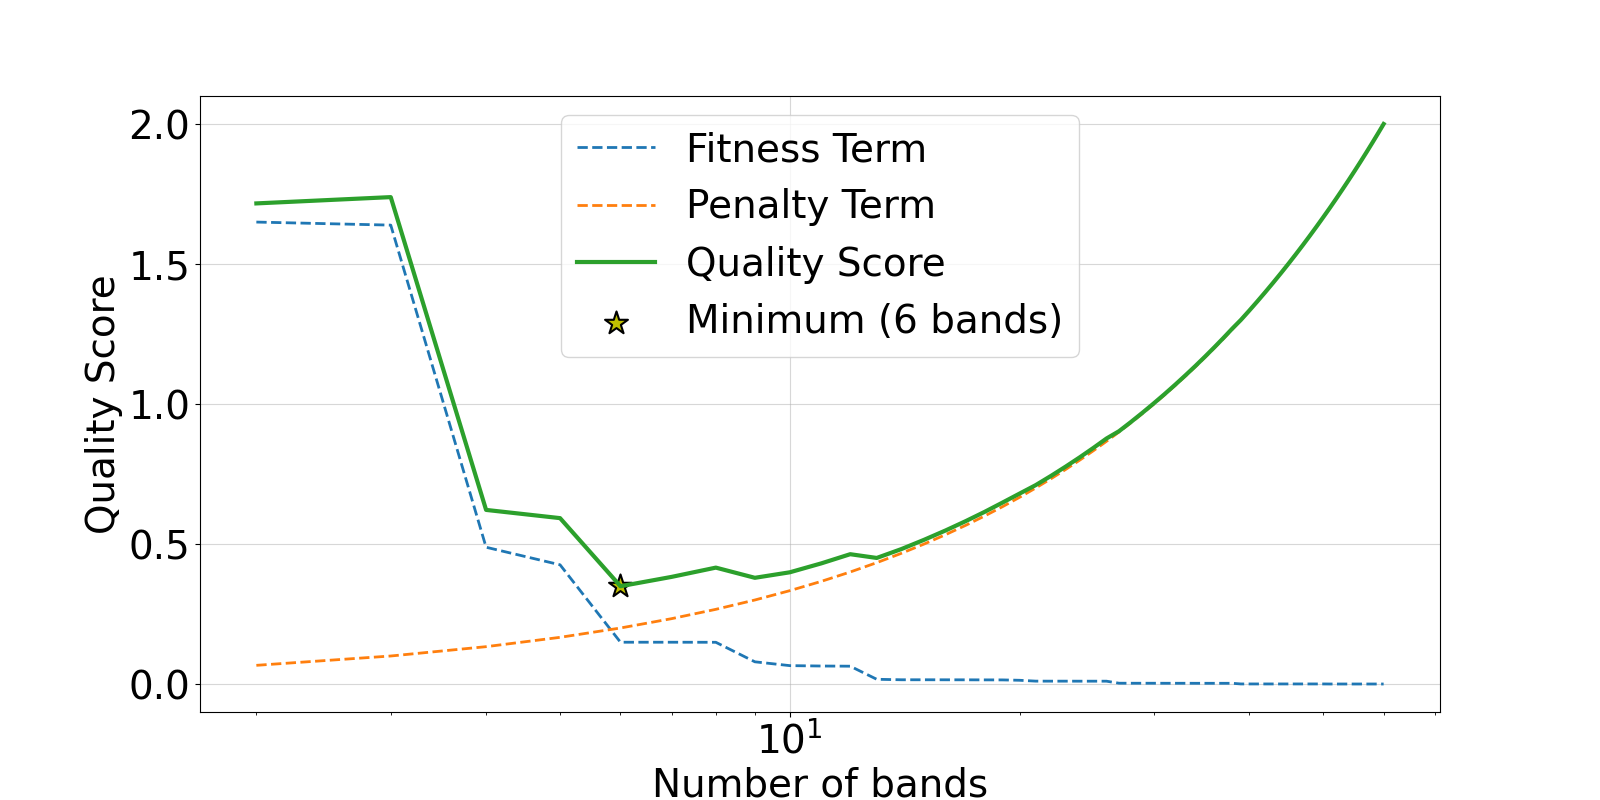 2.0
1.5
1.0
0.5
0.0
Quality Score
Fitness Term
Penalty Term
Quality Score
Minimum (6 bands)
10¹
Number of bands